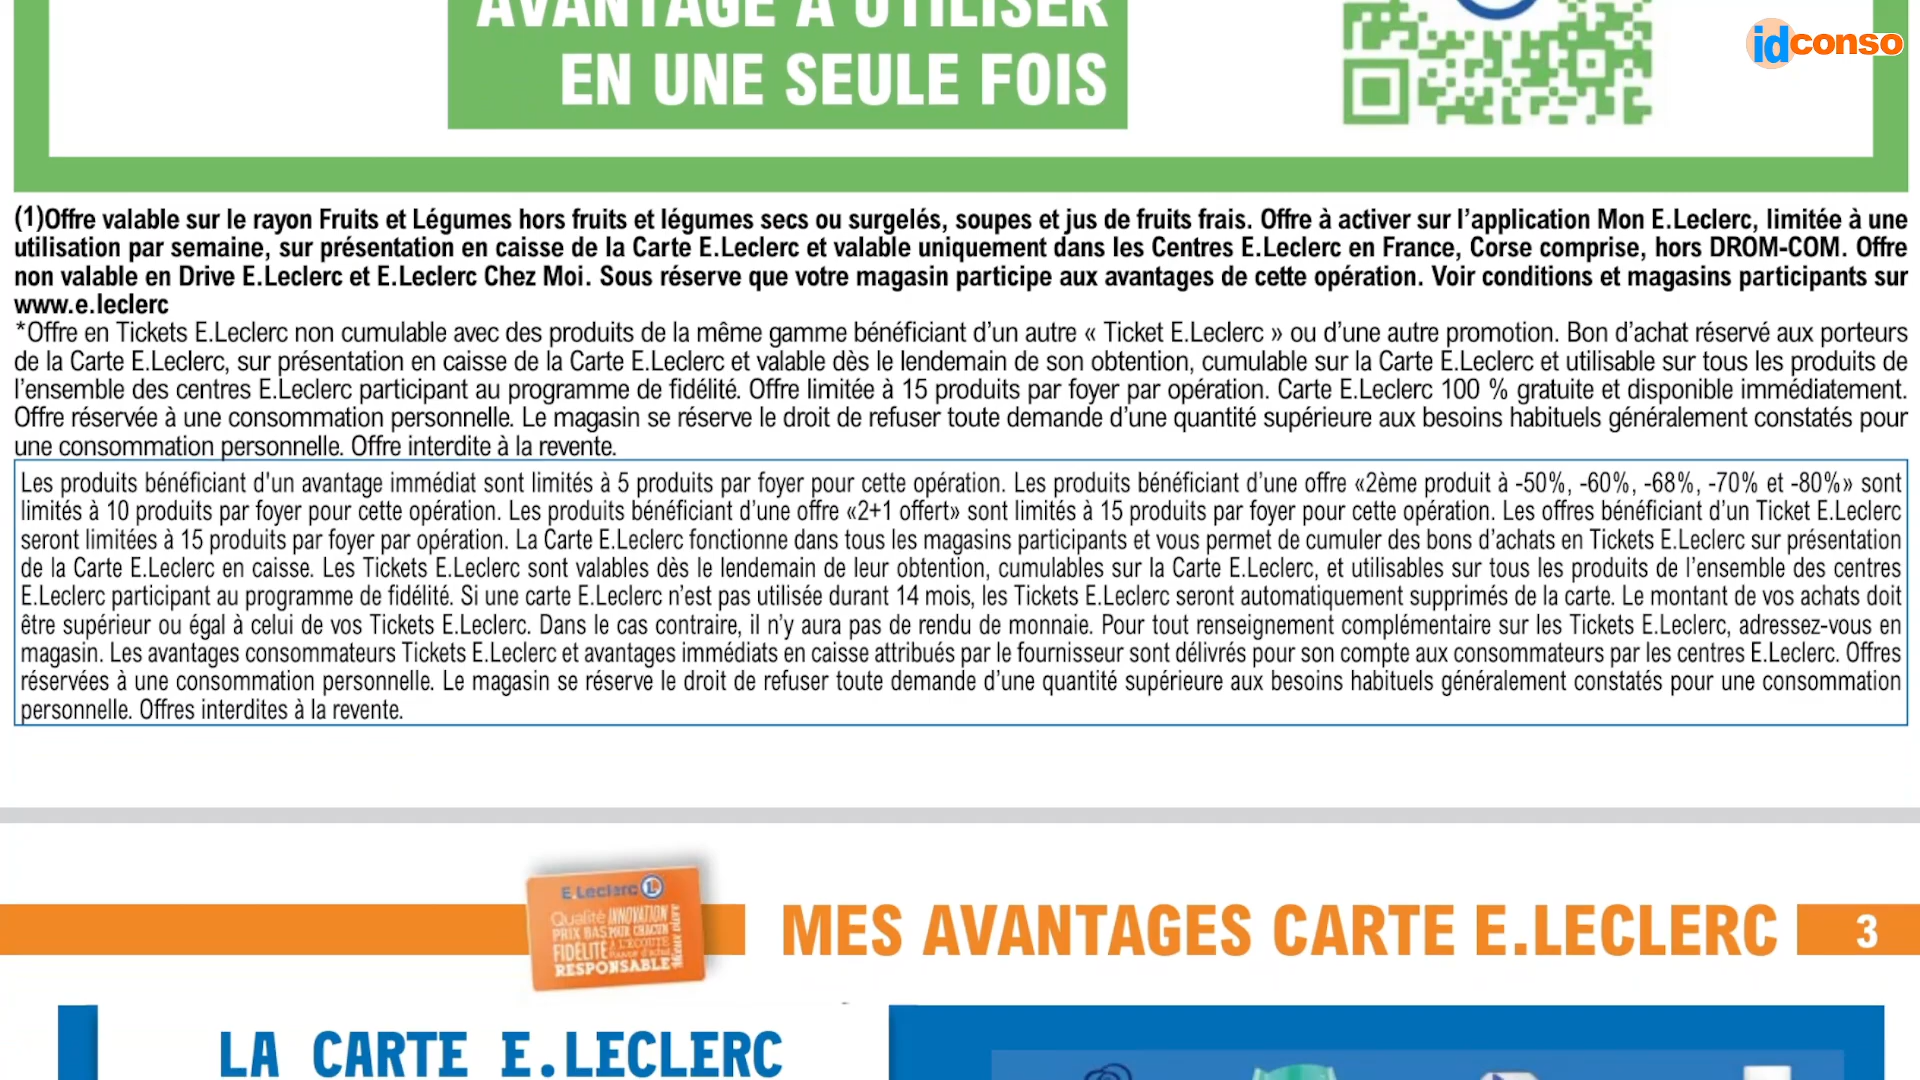 AVANTAGE À UTILISER
EN UNE SEULE FOIS
idconso
(1)Offre valable sur le rayon Fruits et Légumes hors fruits et légumes secs ou surgelés, soupes et jus de fruits frais. Offre à activer sur l’application Mon E.Leclerc, limitée à une
utilisation par semaine, sur présentation en caisse de la Carte E.Leclerc et valable uniquement dans les Centres E.Leclerc en France, Corse comprise, hors DROM-COM. Offre
non valable en Drive E.Leclerc et E.Leclerc Chez Moi. Sous réserve que votre magasin participe aux avantages de cette opération. Voir conditions et magasins participants sur
www.e.leclerc
*Offre en Tickets E.Leclerc non cumulable avec des produits de la même gamme bénéficiant d’un autre « Ticket E.Leclerc » ou d’une autre promotion. Bon d’achat réservé aux porteurs
de la Carte E.Leclerc, sur présentation en caisse de la Carte E.Leclerc et valable dès le lendemain de son obtention, cumulable sur la Carte E.Leclerc et utilisable sur tous les produits de
l’ensemble des centres E.Leclerc participant au programme de fidélité. Offre limitée à 15 produits par foyer par opération. Carte E.Leclerc 100 % gratuite et disponible immédiatement.
Offre réservée à une consommation personnelle. Le magasin se réserve le droit de refuser toute demande d’une quantité supérieure aux besoins habituels généralement constatés pour
une consommation personnelle. Offre interdite à la revente.
Les produits bénéficiant d'un avantage immédiat sont limités à 5 produits par foyer pour cette opération. Les produits bénéficiant d’une offre «2ème produit à -50%, -60%, -68%, -70% et -80%» sont
limités à 10 produits par foyer pour cette opération. Les produits bénéficiant d’une offre «2+1 offert» sont limités à 15 produits par foyer pour cette opération. Les offres bénéficiant d’un Ticket E.Leclerc
seront limitées à 15 produits par foyer par opération. La Carte E.Leclerc fonctionne dans tous les magasins participants et vous permet de cumuler des bons d’achats en Tickets E.Leclerc sur présentation
de la Carte E.Leclerc en caisse. Les Tickets E.Leclerc sont valables dès le lendemain de leur obtention, cumulables sur la Carte E.Leclerc, et utilisables sur tous les produits de l’ensemble des centres
E.Leclerc participant au programme de fidélité. Si une carte E.Leclerc n’est pas utilisée durant 14 mois, les Tickets E.Leclerc seront automatiquement supprimés de la carte. Le montant de vos achats doit
être supérieur ou égal à celui de vos Tickets E.Leclerc. Dans le cas contraire, il n’y aura pas de rendu de monnaie. Pour tout renseignement complémentaire sur les Tickets E.Leclerc, adressez-vous en
magasin. Les avantages consommateurs Tickets E.Leclerc et avantages immédiats en caisse attribués par le fournisseur sont délivrés pour son compte aux consommateurs par les centres E.Leclerc. Offres
réservées à une consommation personnelle. Le magasin se réserve le droit de refuser toute demande d’une quantité supérieure aux besoins habituels généralement constatés pour une consommation
personnelle. Offres interdites à la revente.
E.Leclerc
Qualité INNOVATION
PRIX BAS POUR CHACUN
FIDÉLITÉ À L'ÉCOUTE
RESPONSABLE
MES AVANTAGES CARTE E.LECLERC
3
LA CARTE E.LECLERC